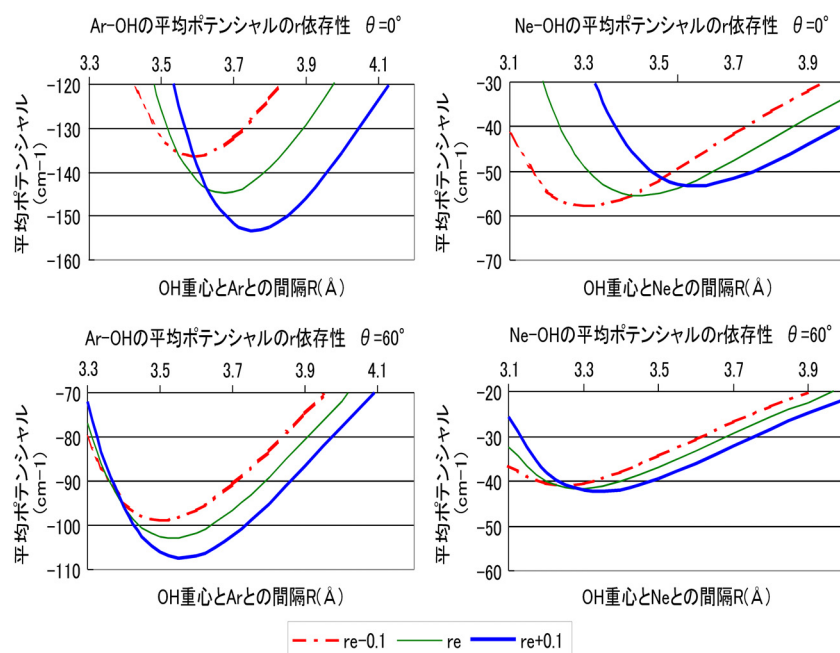 Ar-OHの平均ポテンシャルのr依存性 θ=0°
3.3 3.5 3.7 3.9 4.1
-120
-130
-140
-150
-160
平均ポテンシャル
(cm-1)
OH重心とArとの間隔R(Å)
Ne-OHの平均ポテンシャルのr依存性 θ=0°
3.1 3.3 3.5 3.7 3.9
-30
-40
-50
-60
-70
平均ポテンシャル
(cm-1)
OH重心とNeとの間隔R(Å)
Ar-OHの平均ポテンシャルのr依存性 θ=60°
3.3 3.5 3.7 3.9 4.1
-70
-80
-90
-100
-110
平均ポテンシャル
(cm-1)
OH重心とArとの間隔R(Å)
Ne-OHの平均ポテンシャルのr依存性 θ=60°
3.1 3.3 3.5 3.7 3.9
-20
-30
-40
-50
-60
平均ポテンシャル
(cm-1)
OH重心とNeとの間隔R(Å)
re-0.1 re re+0.1